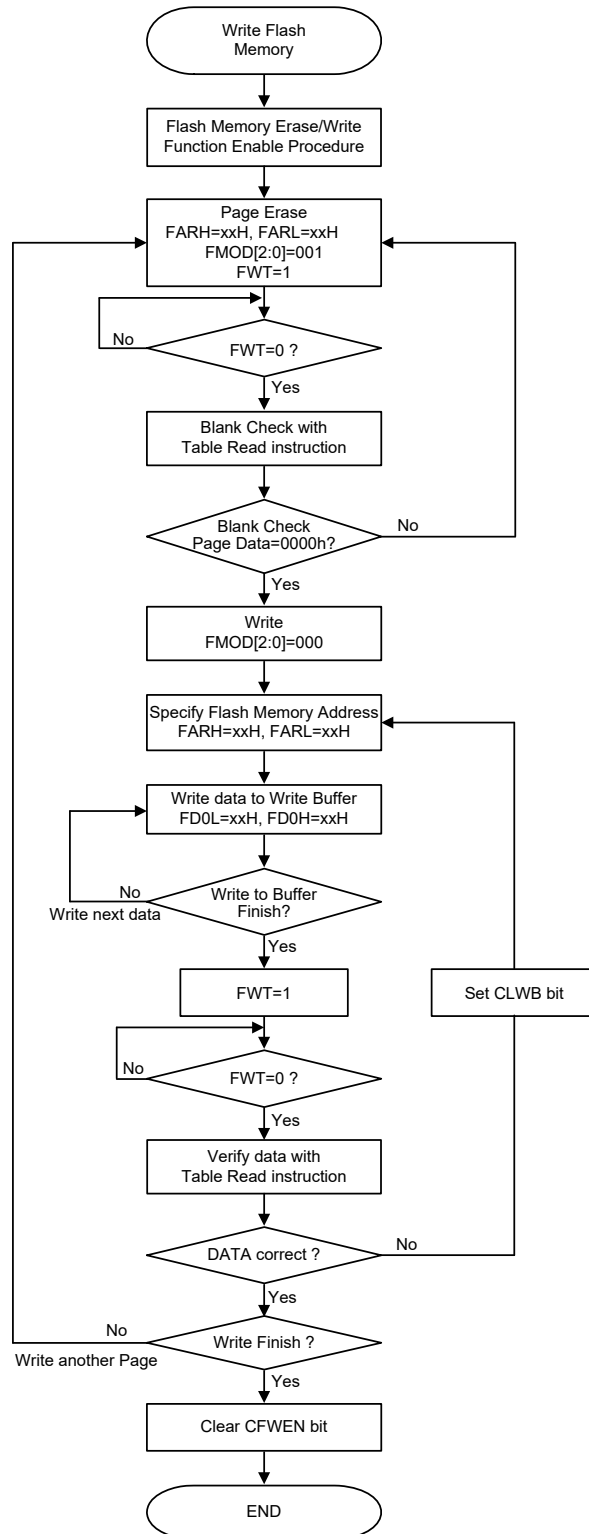 Write Flash
Memory
Flash Memory Erase/Write
Function Enable Procedure
Page Erase
FARH=xxH, FARL=xxH
FMOD[2:0]=001
FWT=1
No
FWT=0 ?
Yes
Blank Check with
Table Read instruction
Blank Check
Page Data=0000h?
No
Yes
Write
FMOD[2:0]=000
Specify Flash Memory Address
FARH=xxH, FARL=xxH
Write data to Write Buffer
FD0L=xxH, FD0H=xxH
No
Write next data
Write to Buffer
Finish?
Yes
FWT=1
Set CLWB bit
No
FWT=0 ?
Yes
Verify data with
Table Read instruction
DATA correct ?
No
Yes
No
Write another Page
Write Finish ?
Yes
Clear CFWEN bit
END